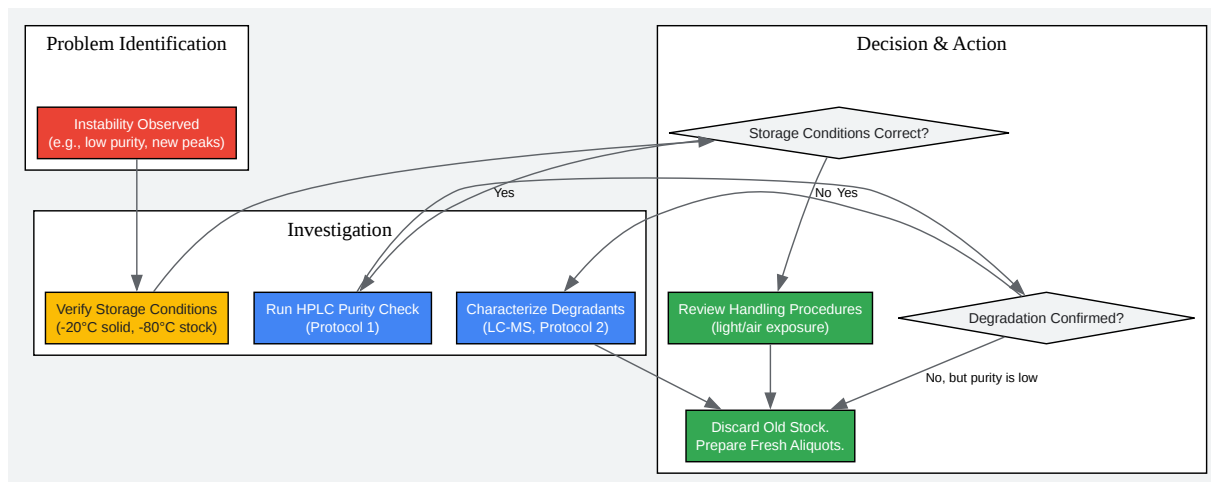 Problem Identification
Instability Observed
(e.g., low purity, new peaks)
Decision & Action
Storage Conditions Correct?
Yes
No
Yes
Investigation
Verify Storage Conditions
(-20°C solid, -80°C stock)
Run HPLC Purity Check
(Protocol 1)
Characterize Degradants
(LC-MS, Protocol 2)
Review Handling Procedures
(light/air exposure)
Degradation Confirmed?
No, but purity is low
Discard Old Stock.
Prepare Fresh Aliquots.